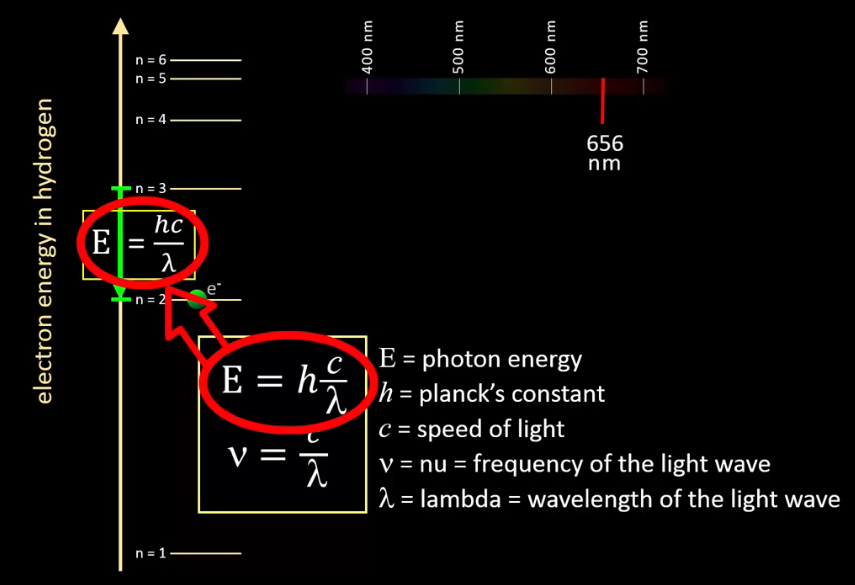 400 nm
500 nm
600 nm
700 nm
656
nm
electron energy in hydrogen
n = 6
n = 5
n = 4
n = 3
E = hc/λ
n = 2
e-
n = 1
E = h c/λ
ν = c/λ
E = photon energy
h = planck’s constant
c = speed of light
ν = nu = frequency of the light wave
λ = lambda = wavelength of the light wave